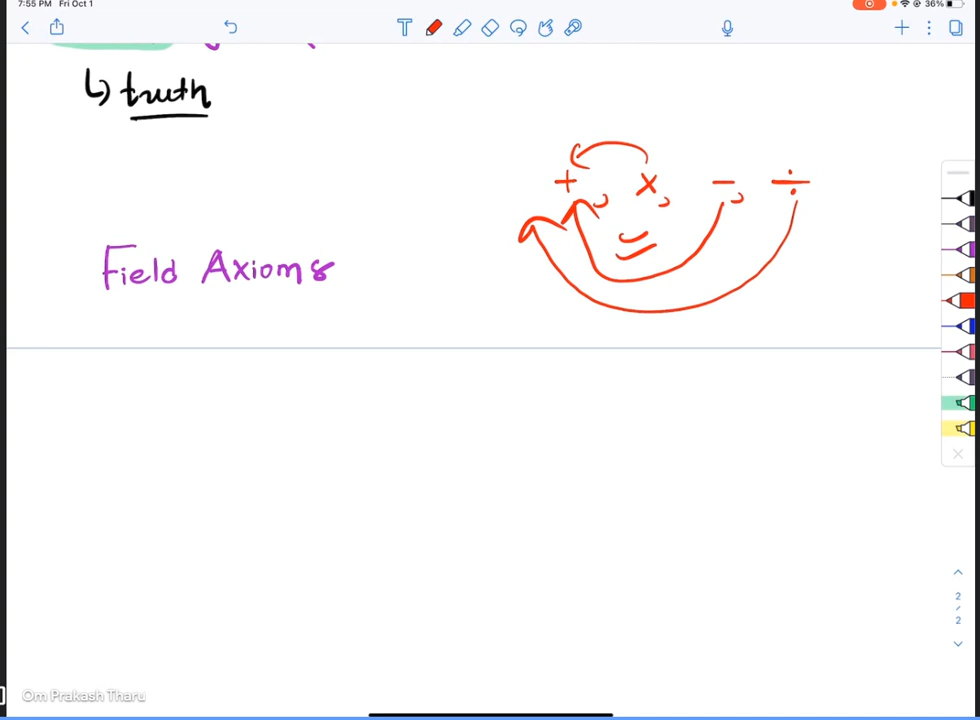 7:55 PM Fri Oct 1
36%
T
↳ truth
+, ×, −, ÷
Field Axioms
2
2
Om Prakash Tharu